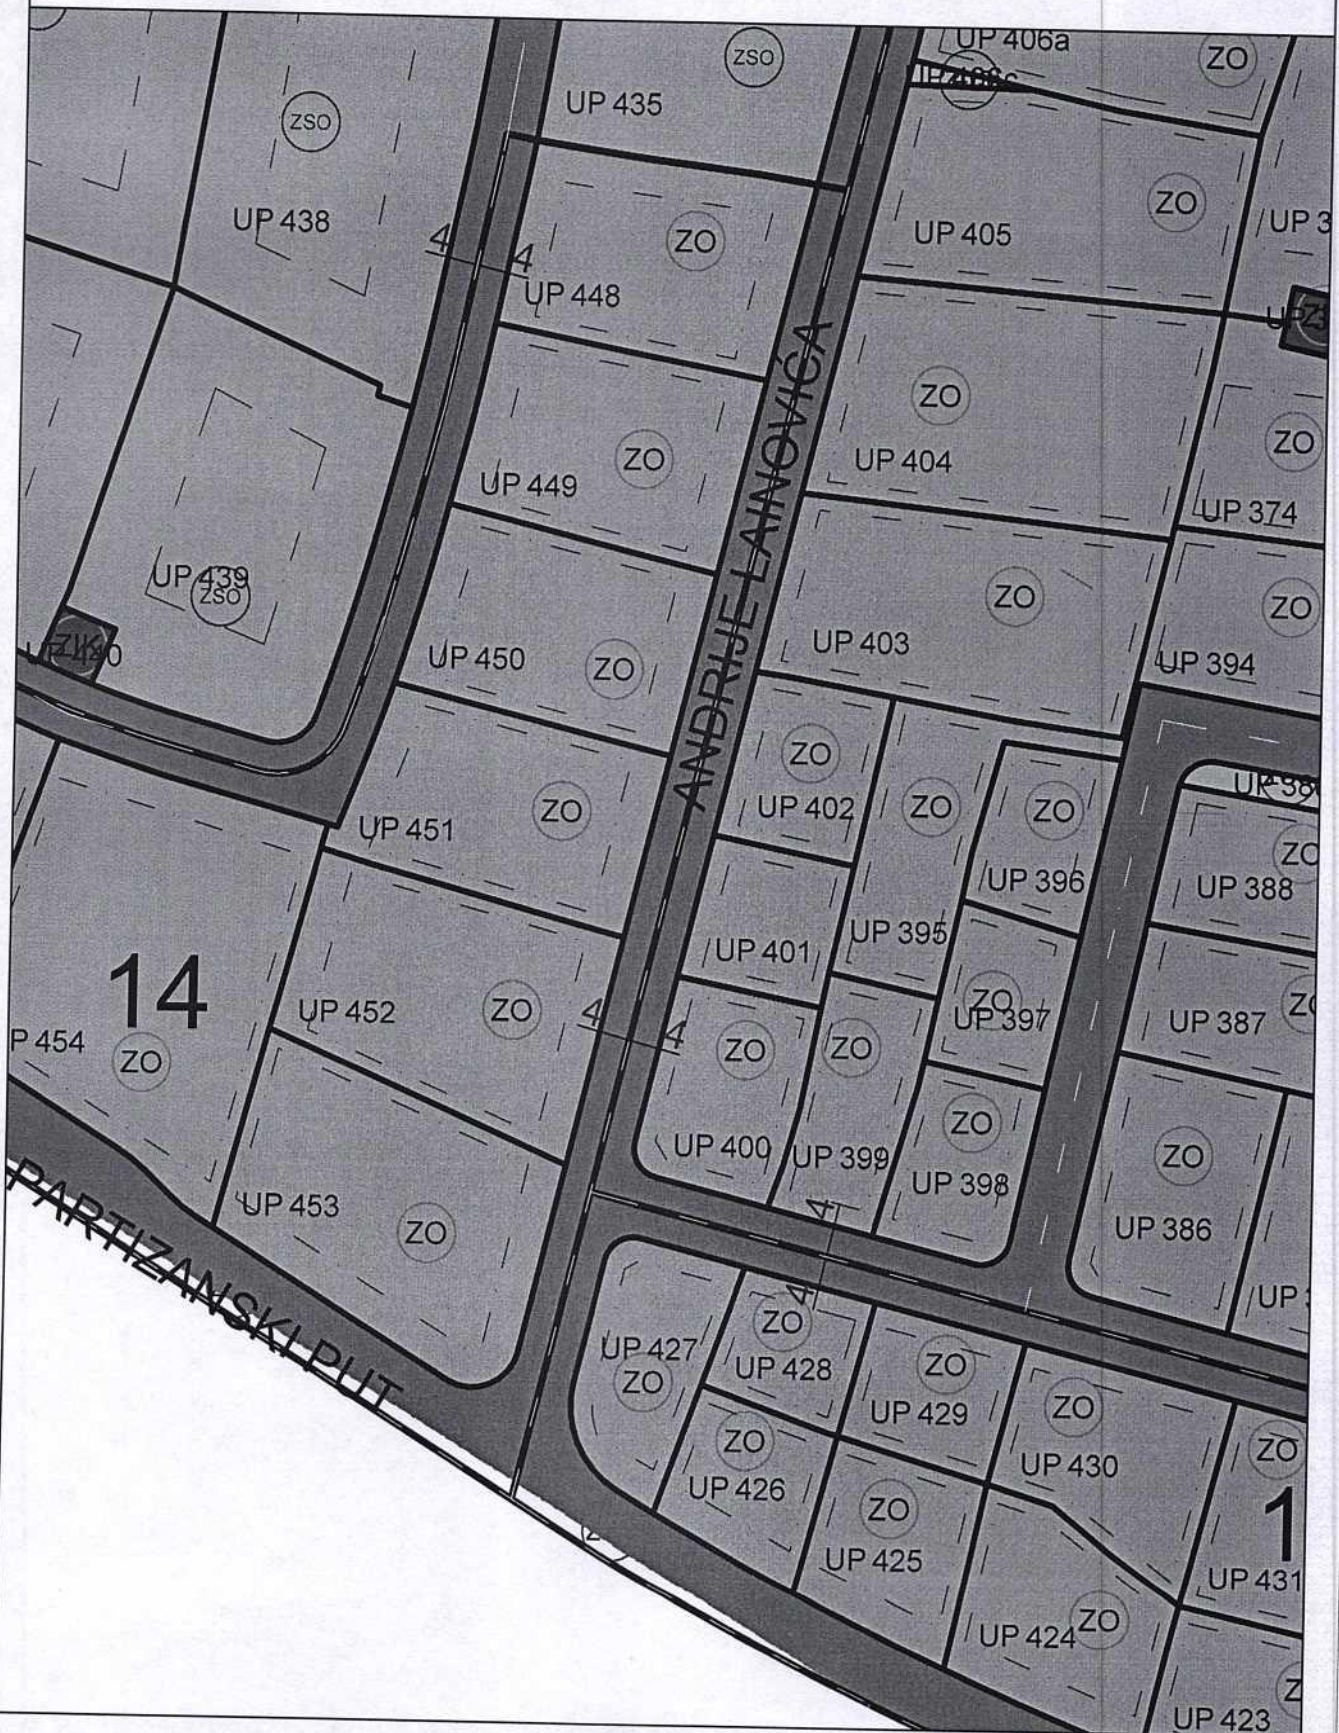 UP 406a
ZO
ZSO
UP 435
ZSO
UP 438
ZO
UP 405
ZO
UP 448
UP 3
4
4
ZO
UP 404
ANDRIJE LAINOVIĆA
ZO
UP 449
ZO
UP 374
UP 439
ZSO
ZO
UP 403
ZO
UP 394
UP 450
ZO
ZO
UP 402
ZO
UP 395
ZO
UP 396
ZO
UP 451
ZO
UP 388
UP 401
14
P 454
ZO
UP 452
ZO
4
4
ZO
UP 400
ZO
UP 399
ZO
UP 397
UP 387
ZO
UP 398
ZO
UP 386
UP 453
ZO
PARTIZANSKI PUT
4
4
UP 427
ZO
ZO
UP 428
ZO
UP 429
ZO
UP 430
ZO
UP 426
ZO
UP 425
ZO
1
UP 431
UP 424
ZO
UP 423